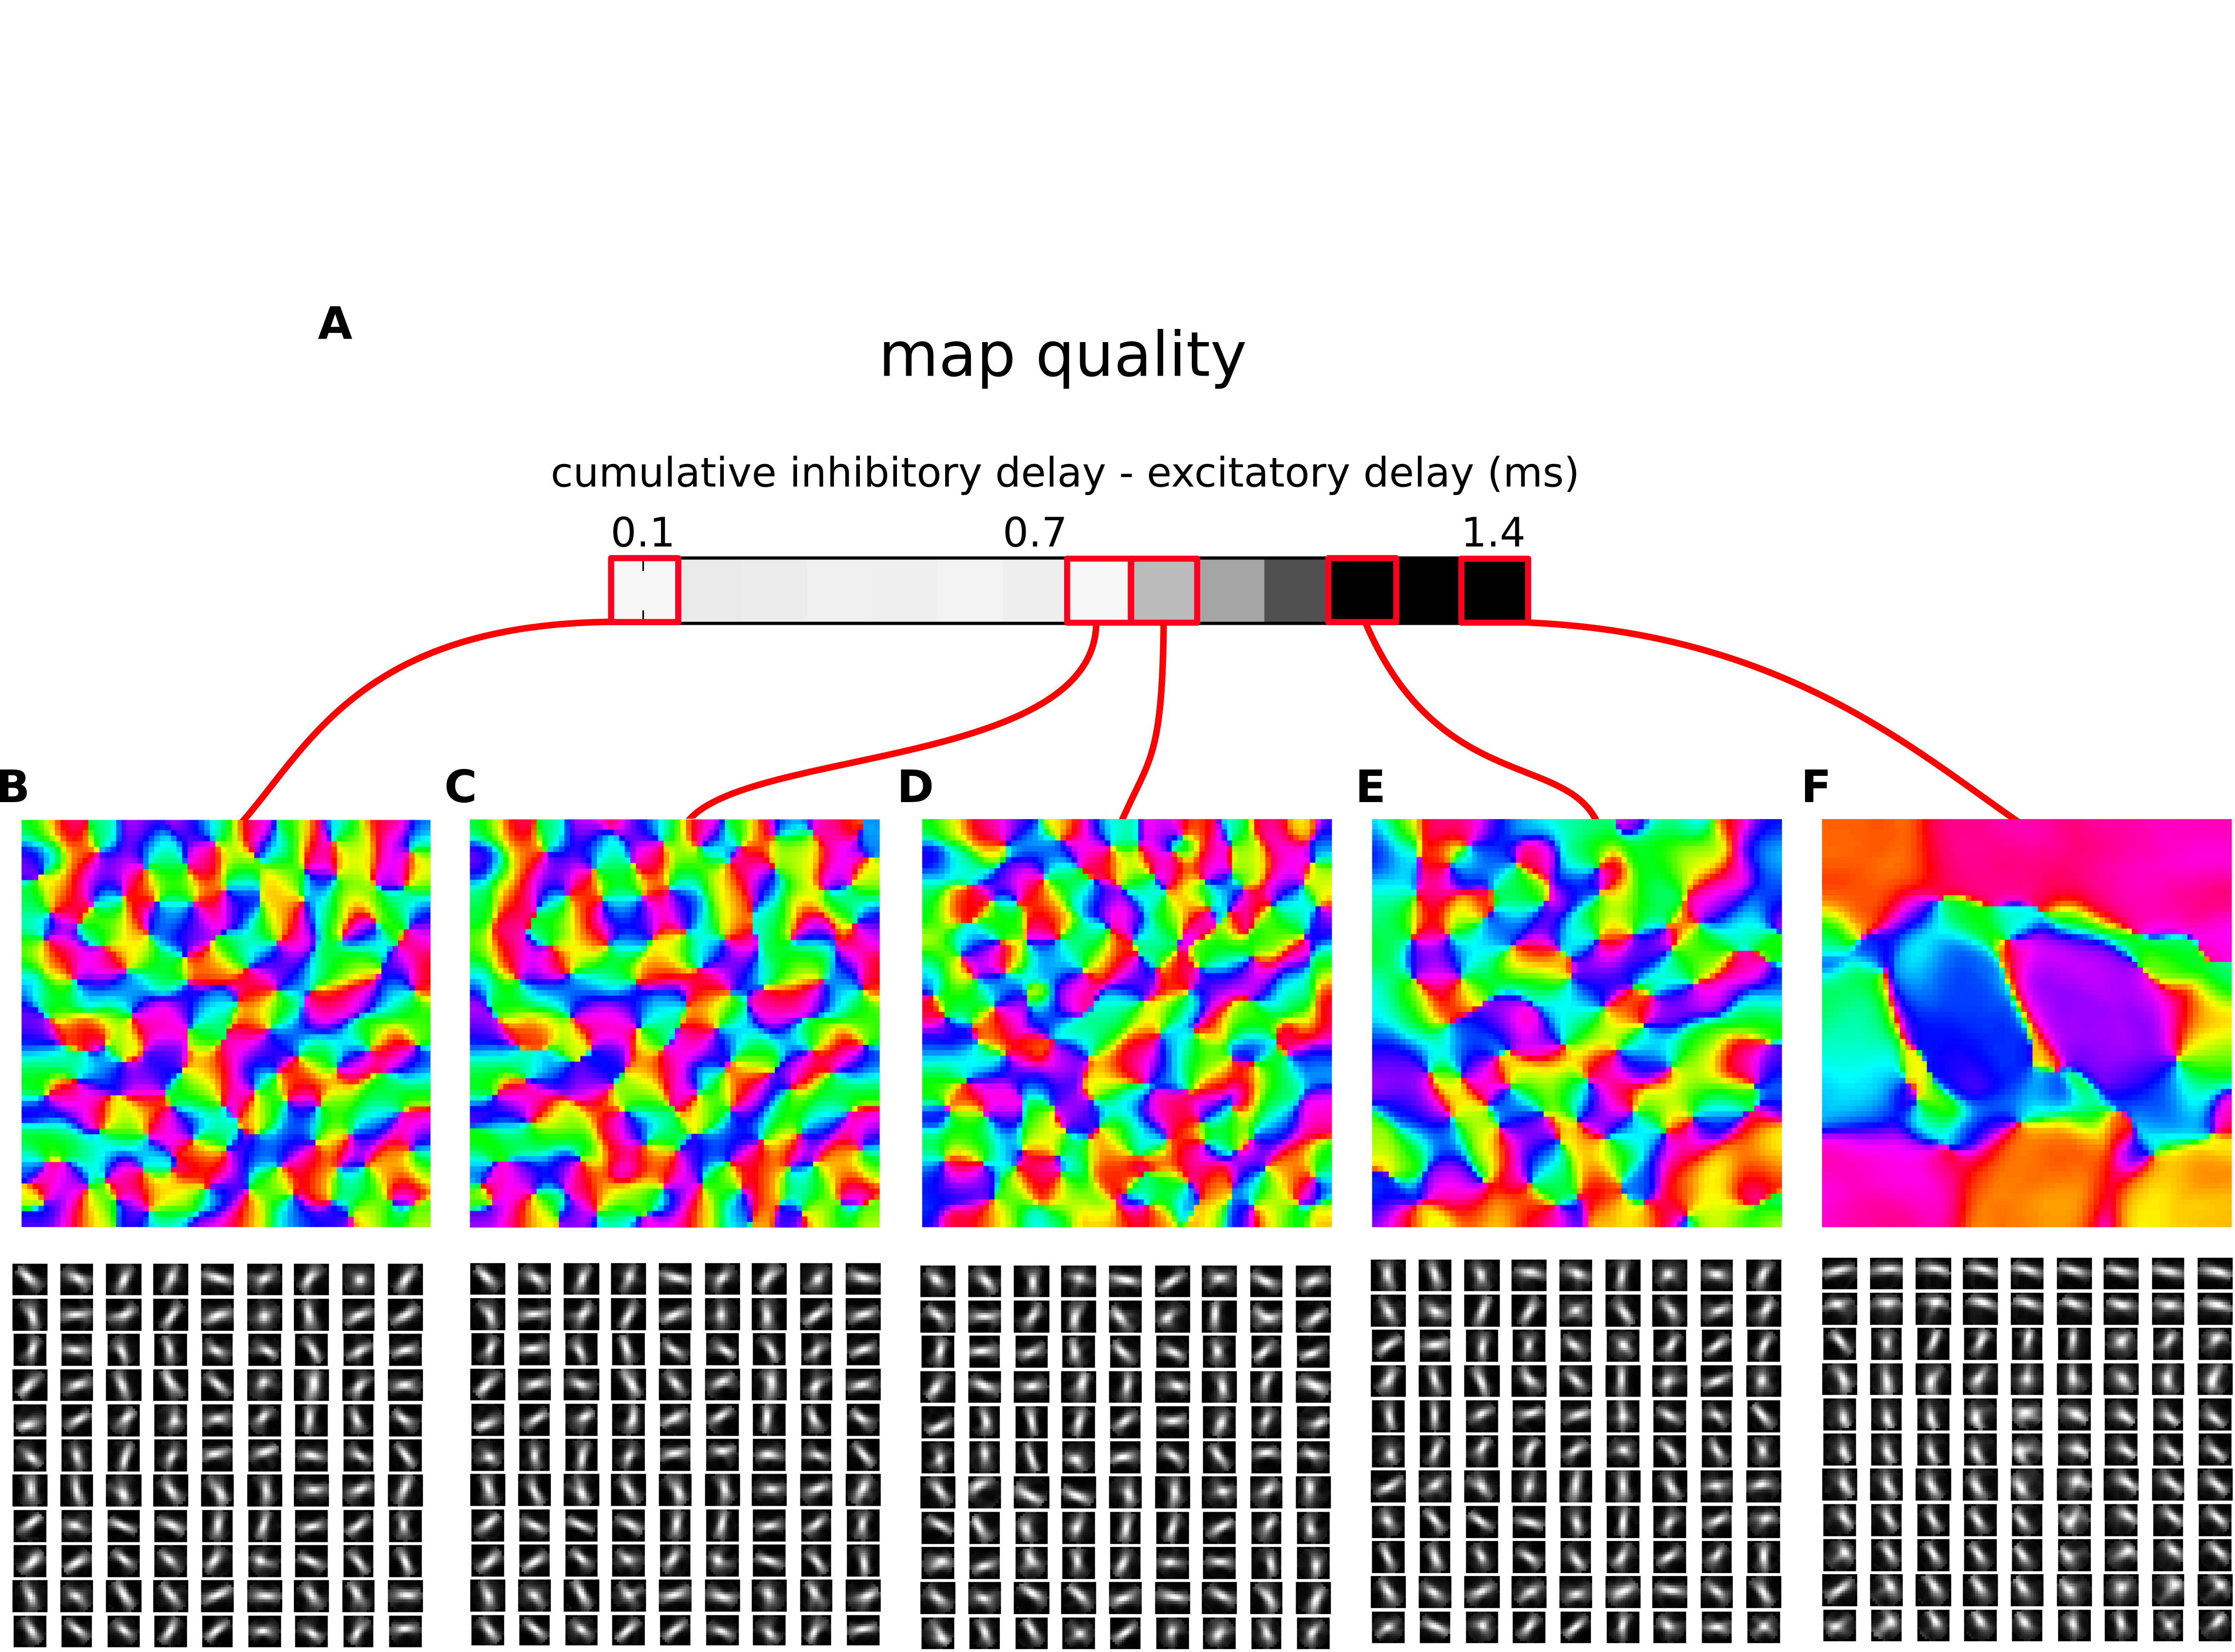 A
map quality
cumulative inhibitory delay - excitatory delay (ms)
0.1 0.7 1.4
B C D E F